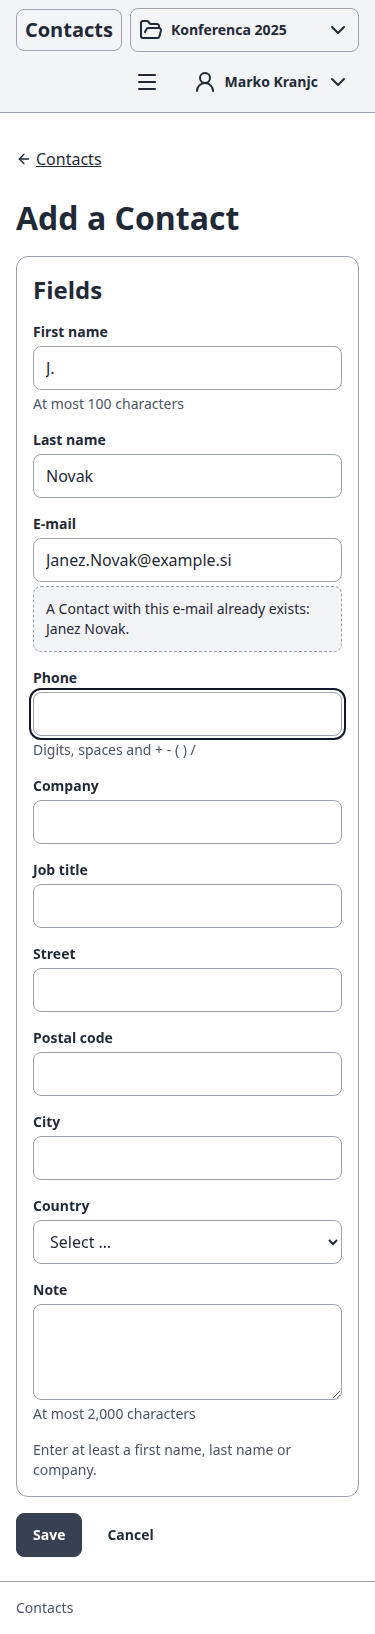 Contacts
Konferenca 2025
Marko Kranjc
Contacts
Add a Contact
Fields
First name
J.
At most 100 characters
Last name
Novak
E-mail
Janez.Novak@example.si
A Contact with this e-mail already exists:
Janez Novak.
Phone
Digits, spaces and + - ( ) /
Company
Job title
Street
Postal code
City
Country
Select ...
Note
At most 2,000 characters
Enter at least a first name, last name or
company.
Save
Cancel
Contacts